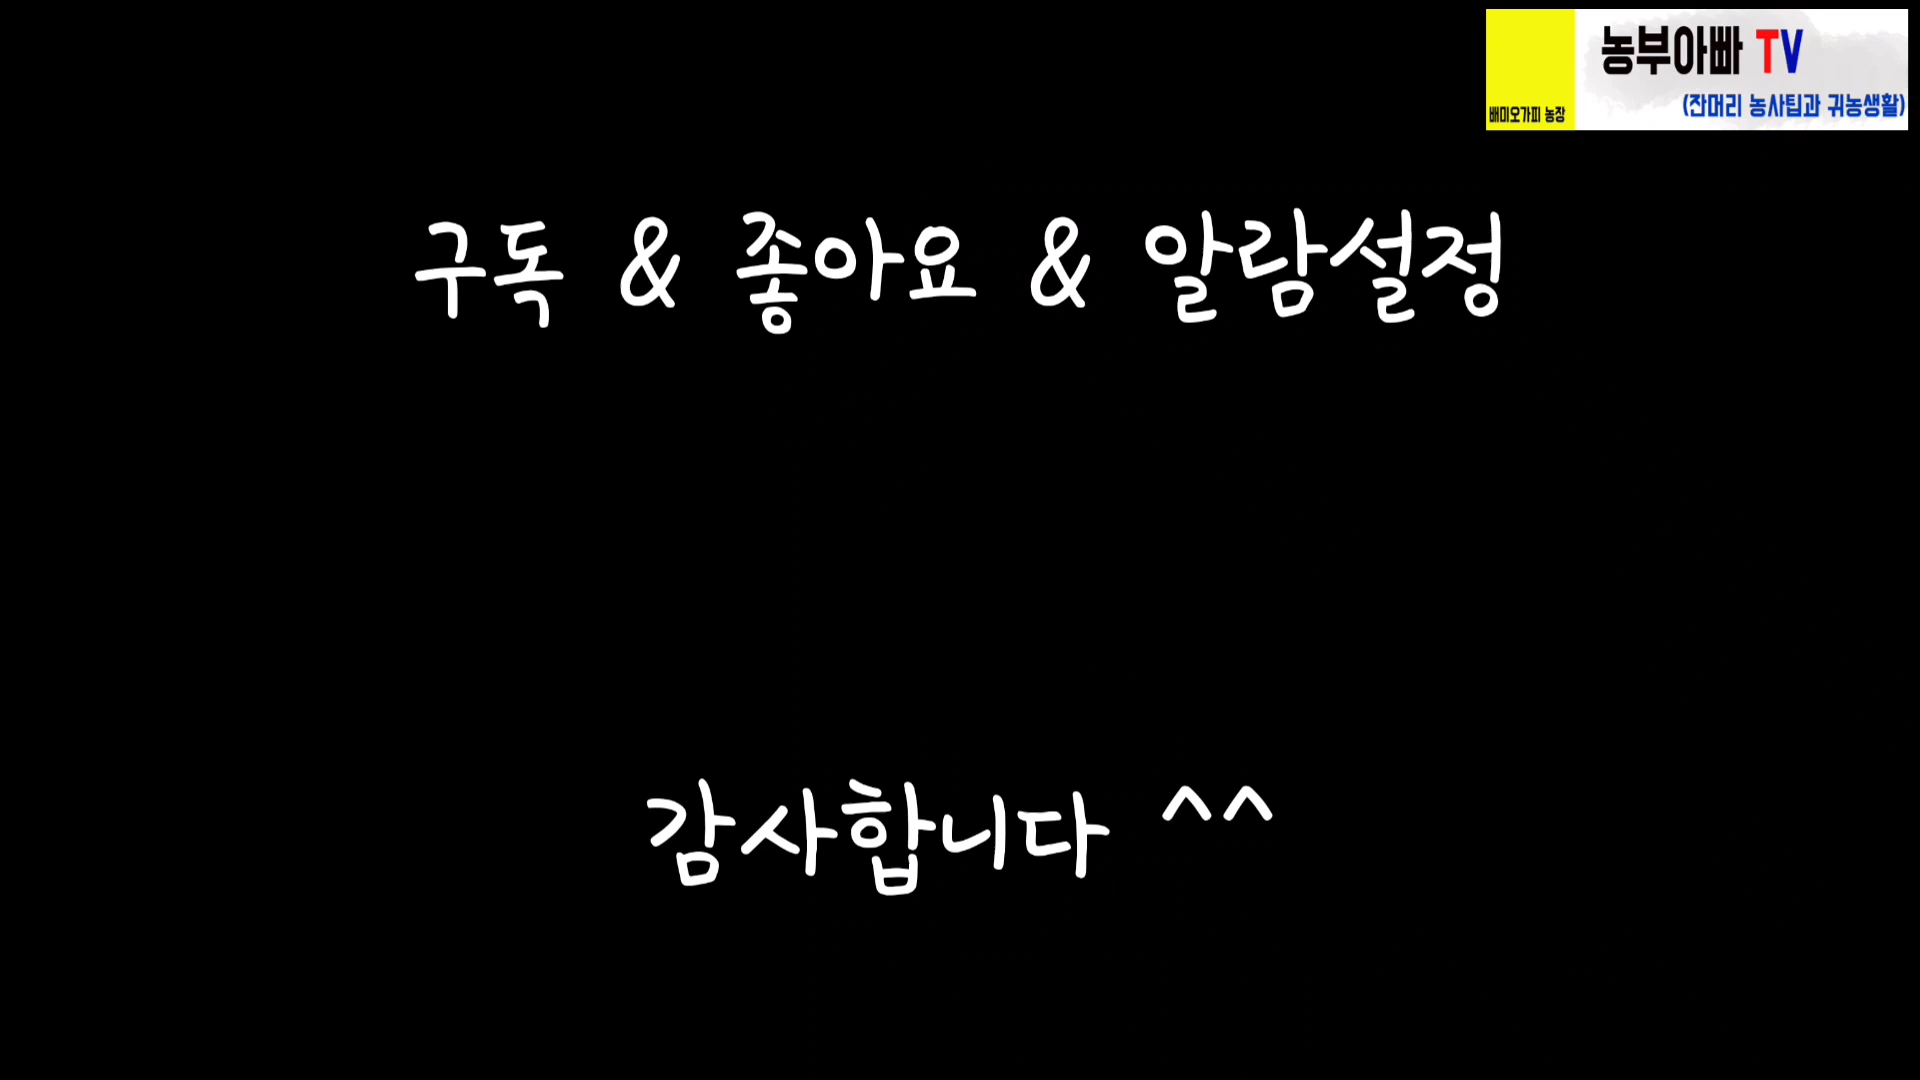 농부아빠 TV
(잔머리 농사팁과 귀농생활)
배미오가피 농장
구독 & 좋아요 & 알람설정
감사합니다 ^^